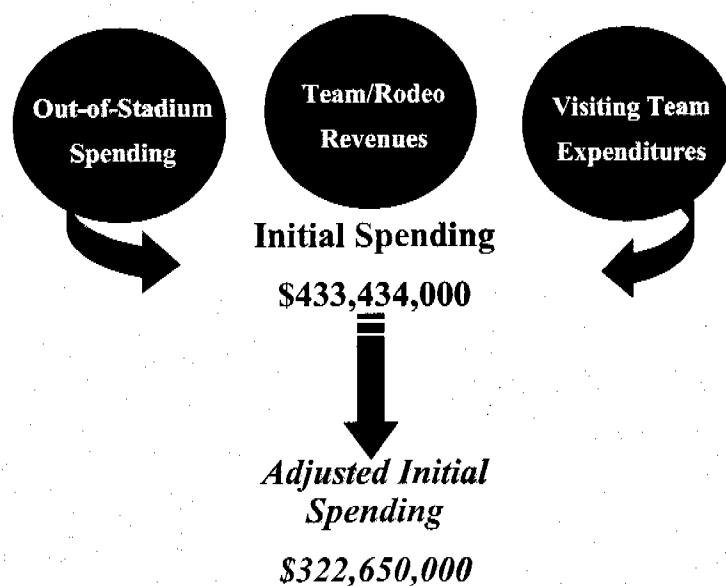 Out-of-Stadium
Spending
Team/Rodeo
Revenues
Visiting Team
Expenditures
Initial Spending
$433,434,000
Adjusted Initial
Spending
$322,650,000